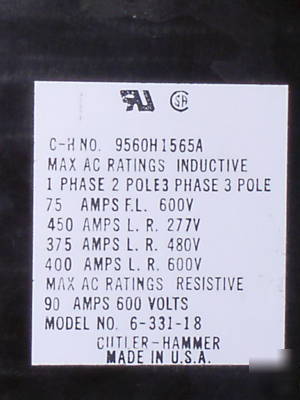 C-H NO. 9560H1565A
MAX AC RATINGS INDUCTIVE
1 PHASE 2 POLE3 PHASE 3 POLE
75 AMPS F.L. 600V
450 AMPS L.R. 277V
375 AMPS L.R. 480V
400 AMPS L.R. 600V
MAX AC RATINGS RESISTIVE
90 AMPS 600 VOLTS
MODEL NO. 6-331-18
CUTLER-HAMMER
MADE IN U.S.A.